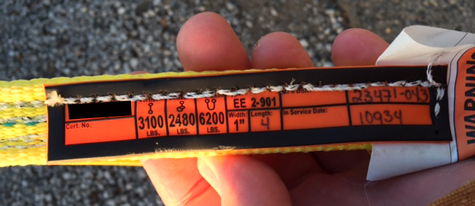 EE 2-901 23471-043
3100 LBS. 2480 LBS. 6200 LBS. Width: 1" Length: 4 In Service Date: 10934
Cert. No.
WARNING